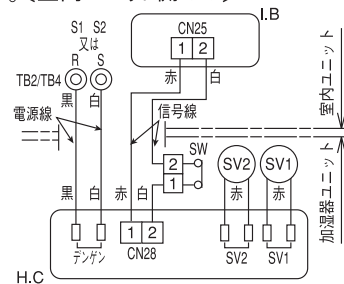 I.B
S1 S2
又は
R S
TB2/TB4
CN25
1 2
赤 白
黒 白
電源線
信号線
室内ユニット
加湿器ユニット
SW
2
1
SV2 SV1
赤 赤
黒 白 赤 白
1 2
デンゲン
CN28
SV2 SV1
H.C